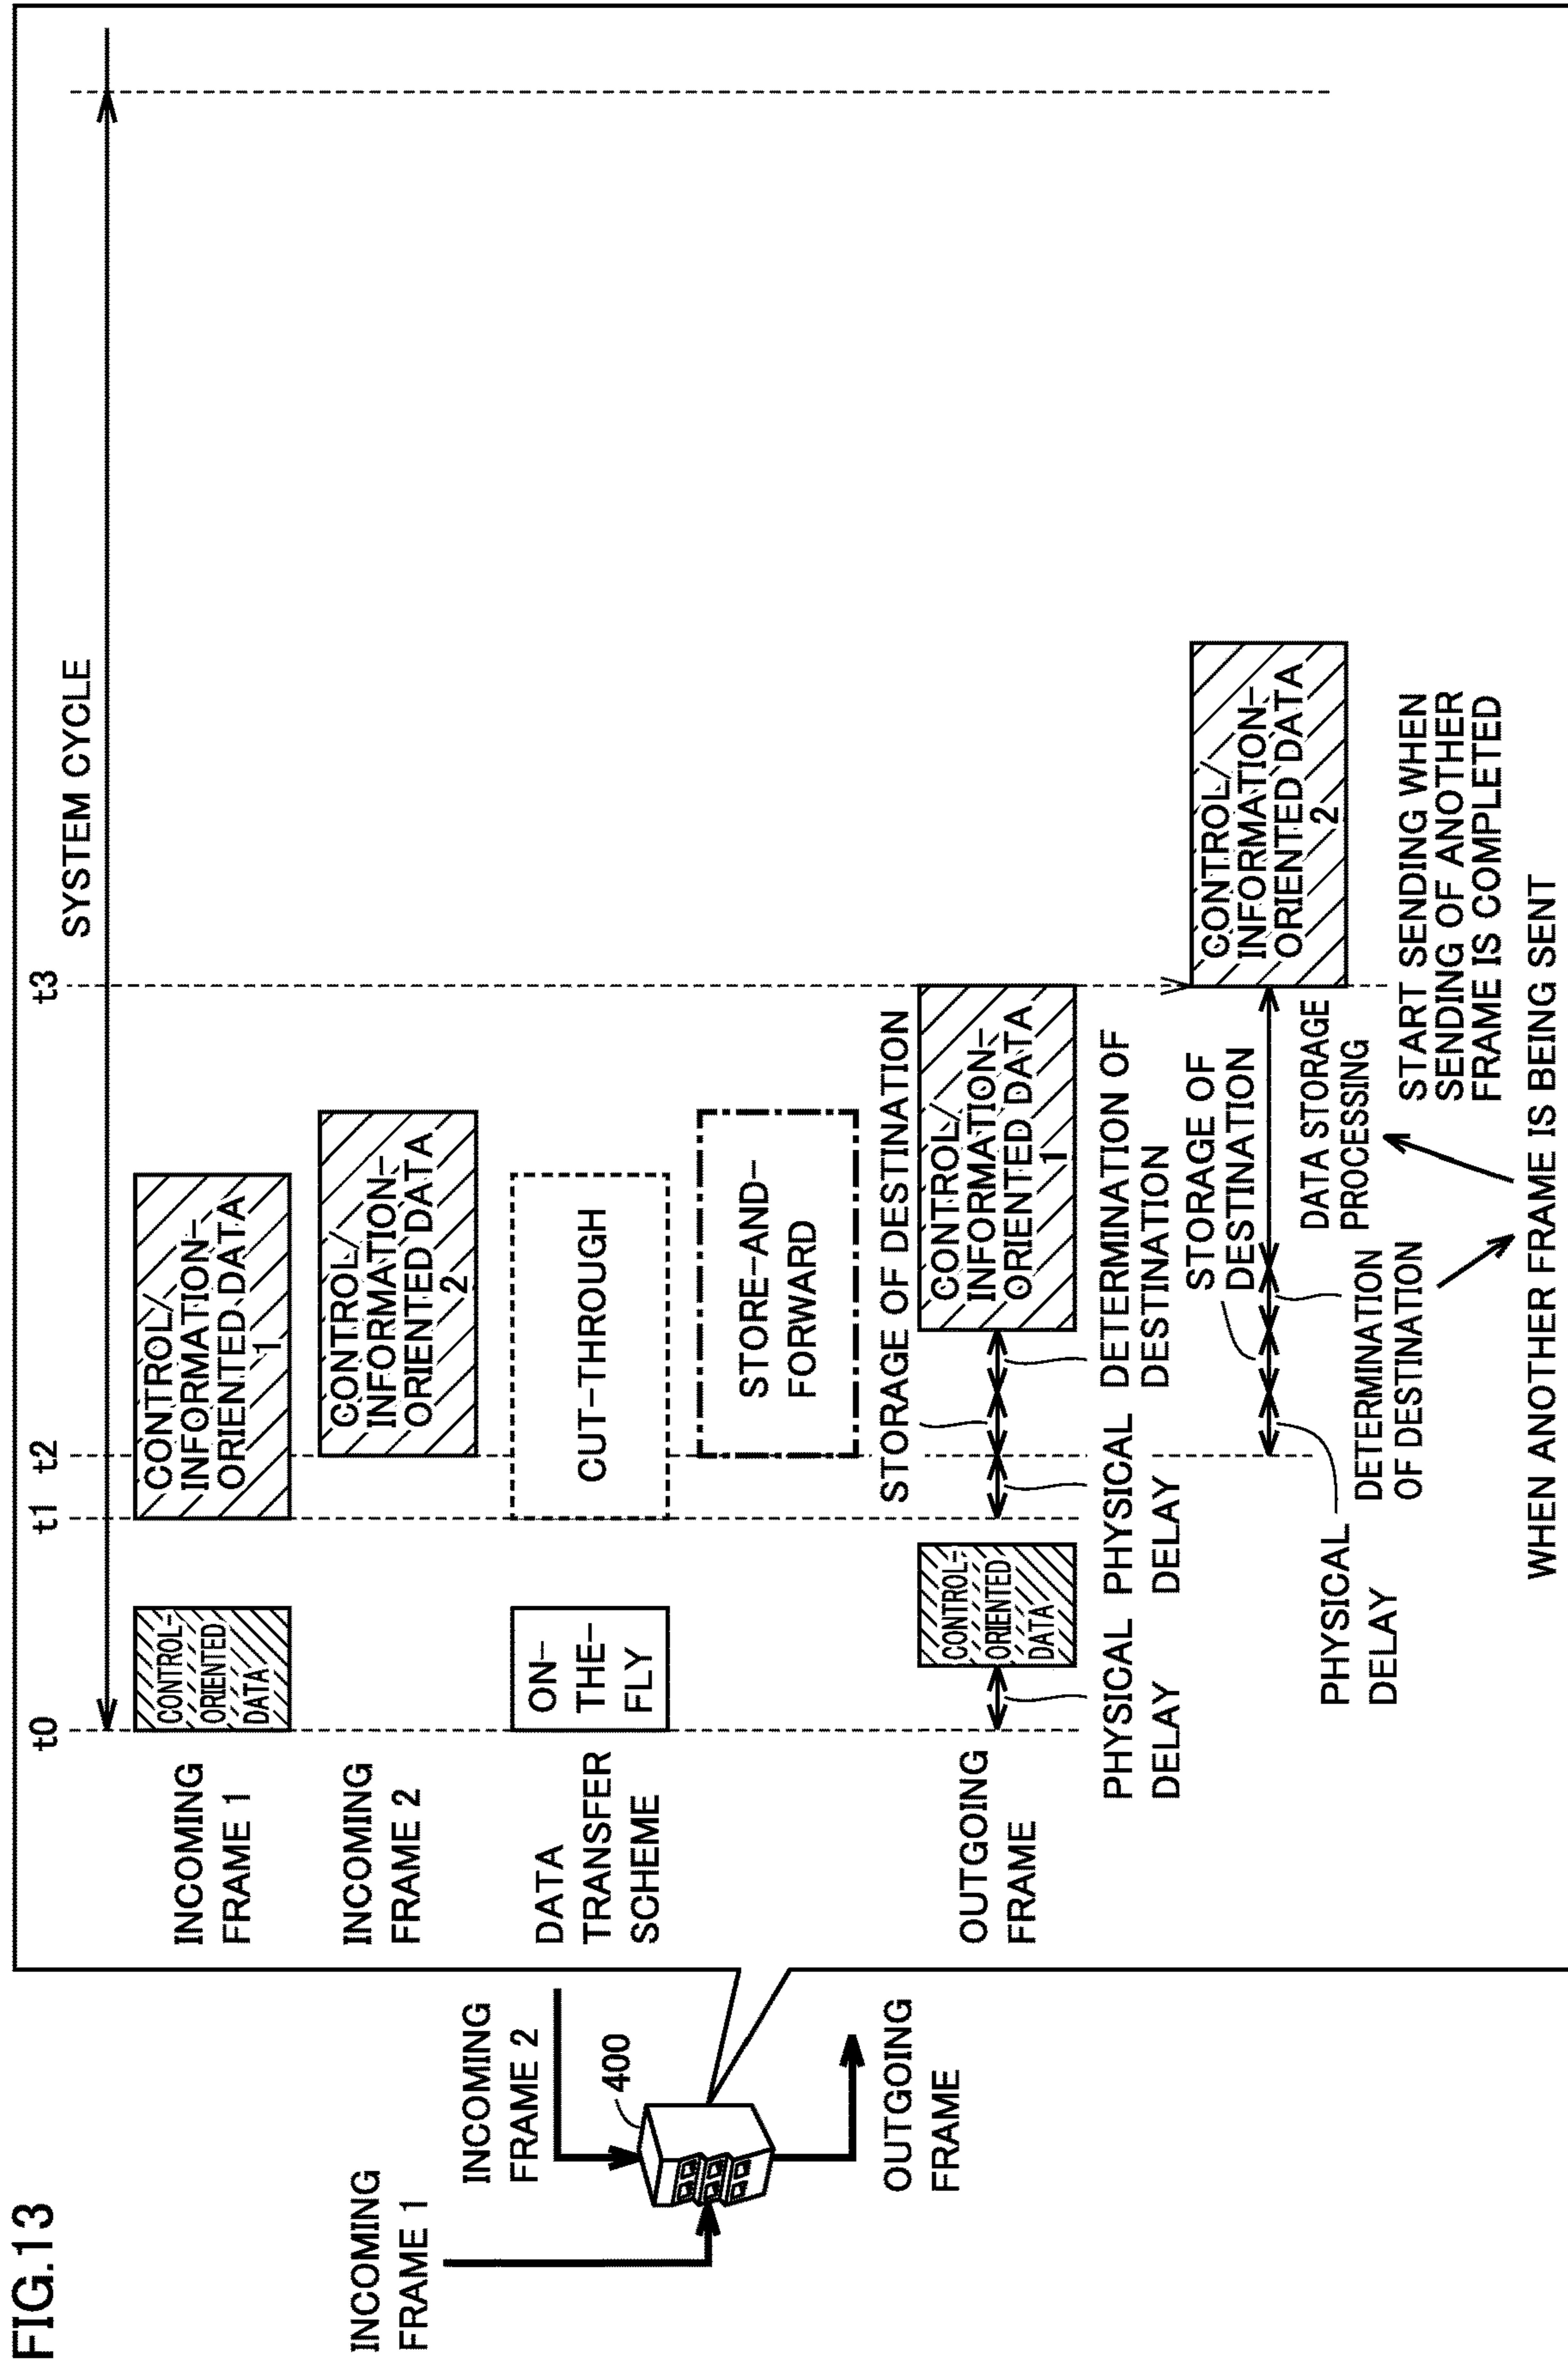 FIG.13
INCOMING
FRAME 1
INCOMING
FRAME 2
400
OUTGOING
FRAME
SYSTEM CYCLE
t0
t1
t2
t3
INCOMING
FRAME 1
CONTROL-
ORIENTED
DATA
CONTROL/
INFORMATION-
ORIENTED DATA
1
INCOMING
FRAME 2
CONTROL/
INFORMATION-
ORIENTED DATA
2
DATA
TRANSFER
SCHEME
ON-
THE-
FLY
CUT-THROUGH
STORE-AND-
FORWARD
STORAGE OF DESTINATION
OUTGOING
FRAME
CONTROL-
ORIENTED
DATA
CONTROL/
INFORMATION-
ORIENTED DATA
1
PHYSICAL
DELAY
PHYSICAL
DELAY
DETERMINATION OF
DESTINATION
STORAGE OF
DESTINATION
CONTROL/
INFORMATION-
ORIENTED DATA
2
PHYSICAL
DELAY
DETERMINATION
OF DESTINATION
DATA STORAGE
PROCESSING
START SENDING WHEN
SENDING OF ANOTHER
FRAME IS COMPLETED
WHEN ANOTHER FRAME IS BEING SENT